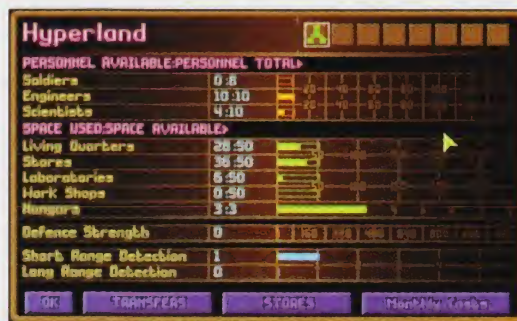 Hyperland
PERSONNEL AVAILABLE:PERSONNEL TOTAL>
Soldiers 0:8
Engineers 10:10
Scientists 4:10
SPACE USED:SPACE AVAILABLE>
Living Quarters 28:50
Stores 36:50
Laboratories 6:50
Work Shops 0:50
Hangars 3:3
Defence Strength 0
Short Range Detection 1
Long Range Detection 0
OK TRANSFERS STORES Monthly Costs